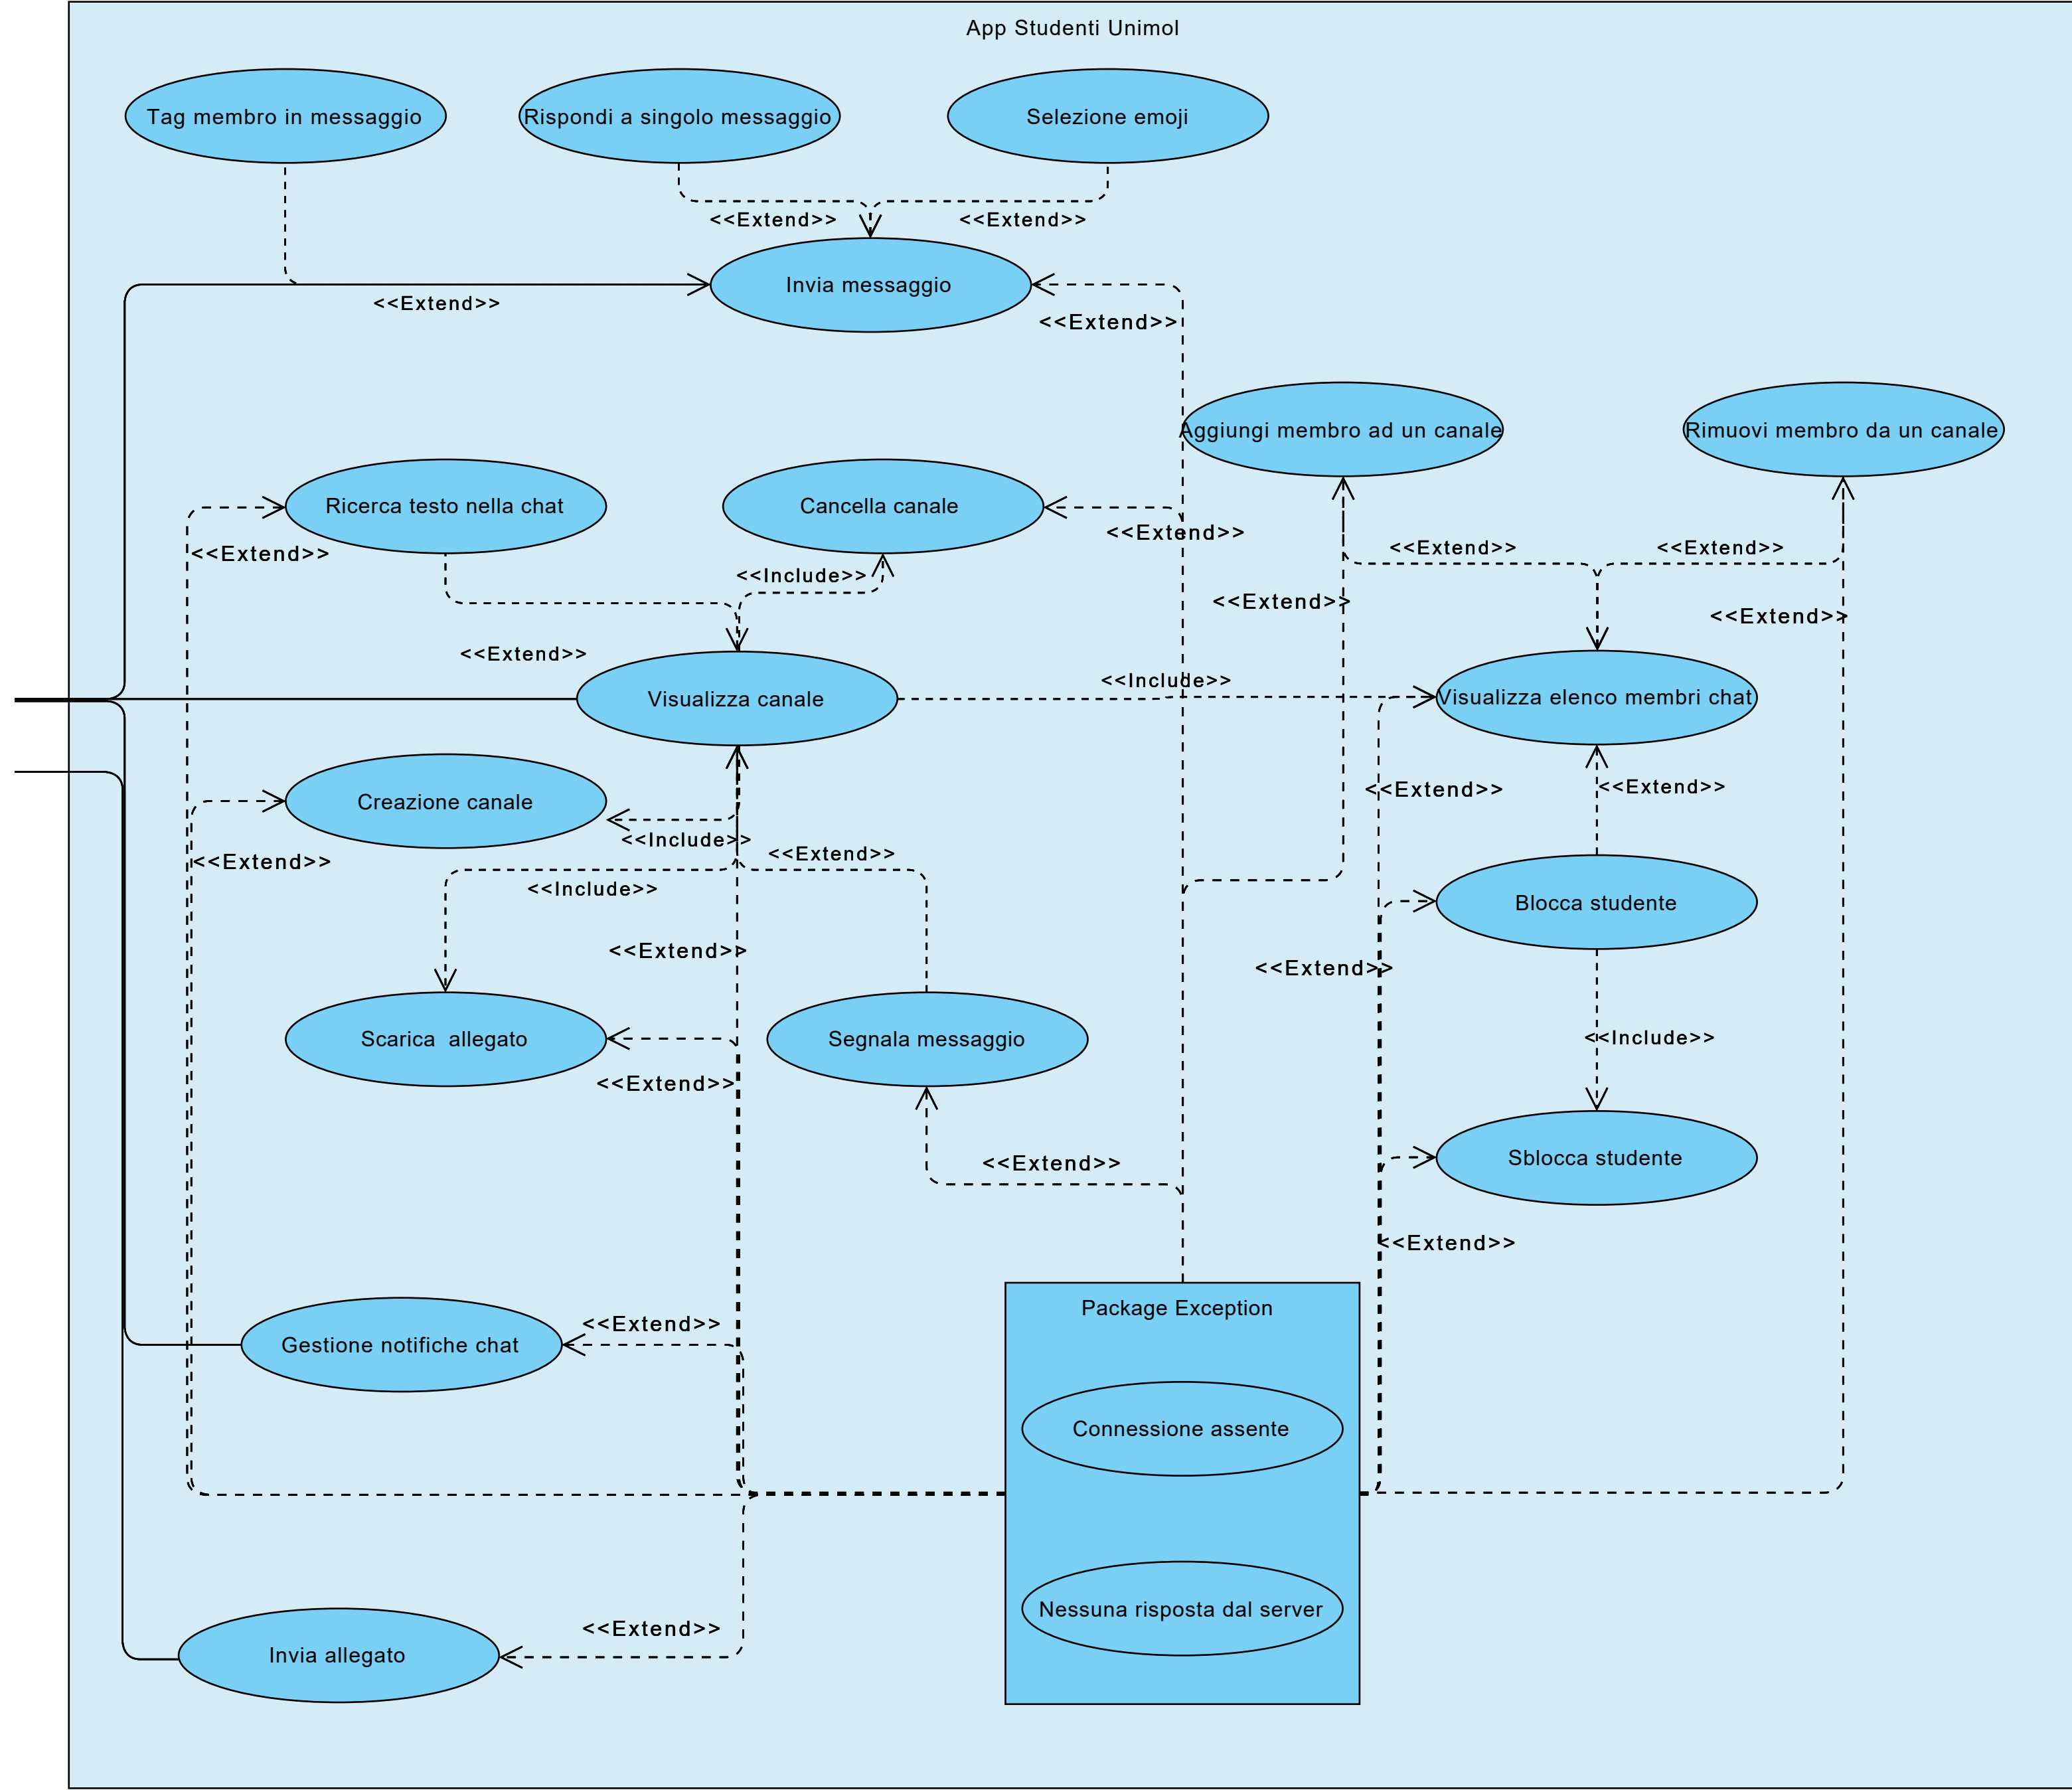 App Studenti Unimol
Tag membro in messaggio
Rispondi a singolo messaggio
Selezione emoji
<<Extend>>
<<Extend>>
Invia messaggio
<<Extend>>
<<Extend>>
Aggiungi membro ad un canale
Rimuovi membro da un canale
Ricerca testo nella chat
Cancella canale
<<Extend>>
<<Extend>>
<<Extend>>
<<Extend>>
<<Include>>
<<Extend>>
<<Extend>>
<<Extend>>
<<Include>>
Visualizza canale
Visualizza elenco membri chat
<<Extend>>
<<Extend>>
Creazione canale
<<Include>>
<<Extend>>
<<Extend>>
<<Include>>
Blocca studente
<<Extend>>
<<Extend>>
Scarica  allegato
Segnala messaggio
<<Include>>
<<Extend>>
<<Extend>>
Sblocca studente
<<Extend>>
Package Exception
<<Extend>>
Gestione notifiche chat
Connessione assente
Nessuna risposta dal server
<<Extend>>
Invia allegato